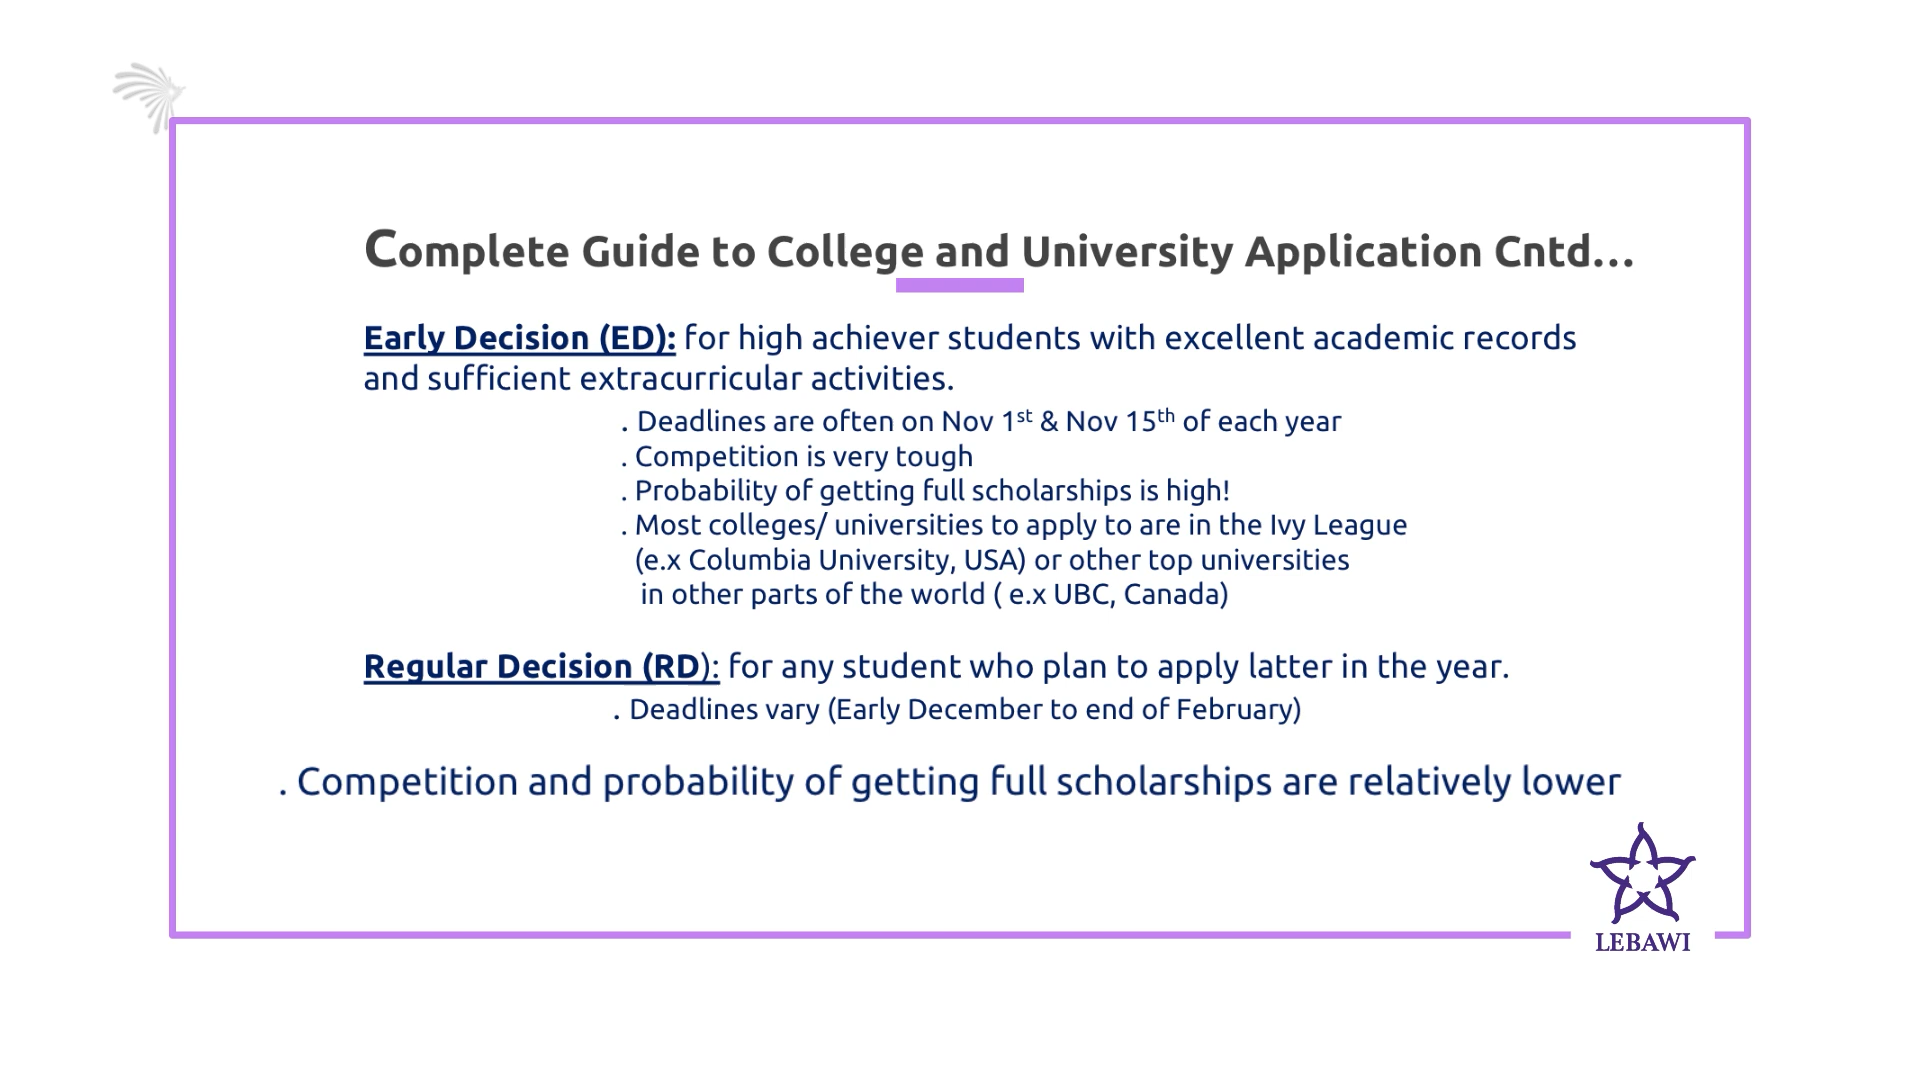 Complete Guide to College and University Application Cntd...
Early Decision (ED): for high achiever students with excellent academic records
and sufficient extracurricular activities.
. Deadlines are often on Nov 1st & Nov 15th of each year
. Competition is very tough
. Probability of getting full scholarships is high!
. Most colleges/ universities to apply to are in the Ivy League
(e.x Columbia University, USA) or other top universities
in other parts of the world ( e.x UBC, Canada)
Regular Decision (RD): for any student who plan to apply latter in the year.
. Deadlines vary (Early December to end of February)
. Competition and probability of getting full scholarships are relatively lower
LEBAWI